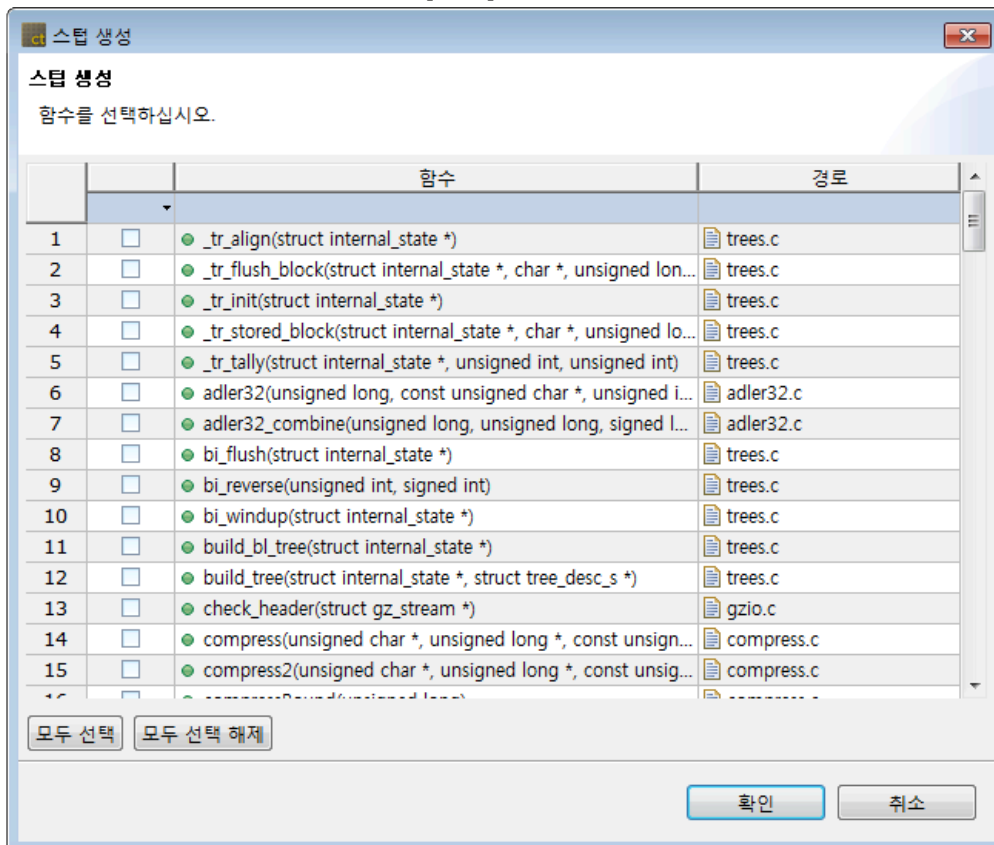 ct 스텁 생성
스텁 생성
함수를 선택하십시오.
함수 경로
1 _tr_align(struct internal_state *) trees.c
2 _tr_flush_block(struct internal_state *, char *, unsigned lon... trees.c
3 _tr_init(struct internal_state *) trees.c
4 _tr_stored_block(struct internal_state *, char *, unsigned lo... trees.c
5 _tr_tally(struct internal_state *, unsigned int, unsigned int) trees.c
6 adler32(unsigned long, const unsigned char *, unsigned i... adler32.c
7 adler32_combine(unsigned long, unsigned long, signed l... adler32.c
8 bi_flush(struct internal_state *) trees.c
9 bi_reverse(unsigned int, signed int) trees.c
10 bi_windup(struct internal_state *) trees.c
11 build_bl_tree(struct internal_state *) trees.c
12 build_tree(struct internal_state *, struct tree_desc_s *) trees.c
13 check_header(struct gz_stream *) gzio.c
14 compress(unsigned char *, unsigned long *, const unsign... compress.c
15 compress2(unsigned char *, unsigned long *, const unsig... compress.c
모두 선택 모두 선택 해제
확인 취소